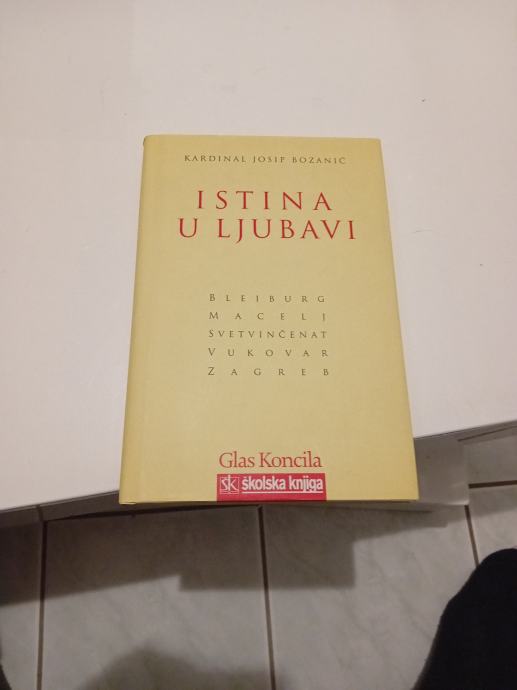 KARDINAL JOSIP BOZANIĆ
ISTINA
U LJUBAVI
BLEIBURG
MACELJ
SVETVINČENAT
VUKOVAR
ZAGREB
Glas Koncila
ŠK školska knjiga